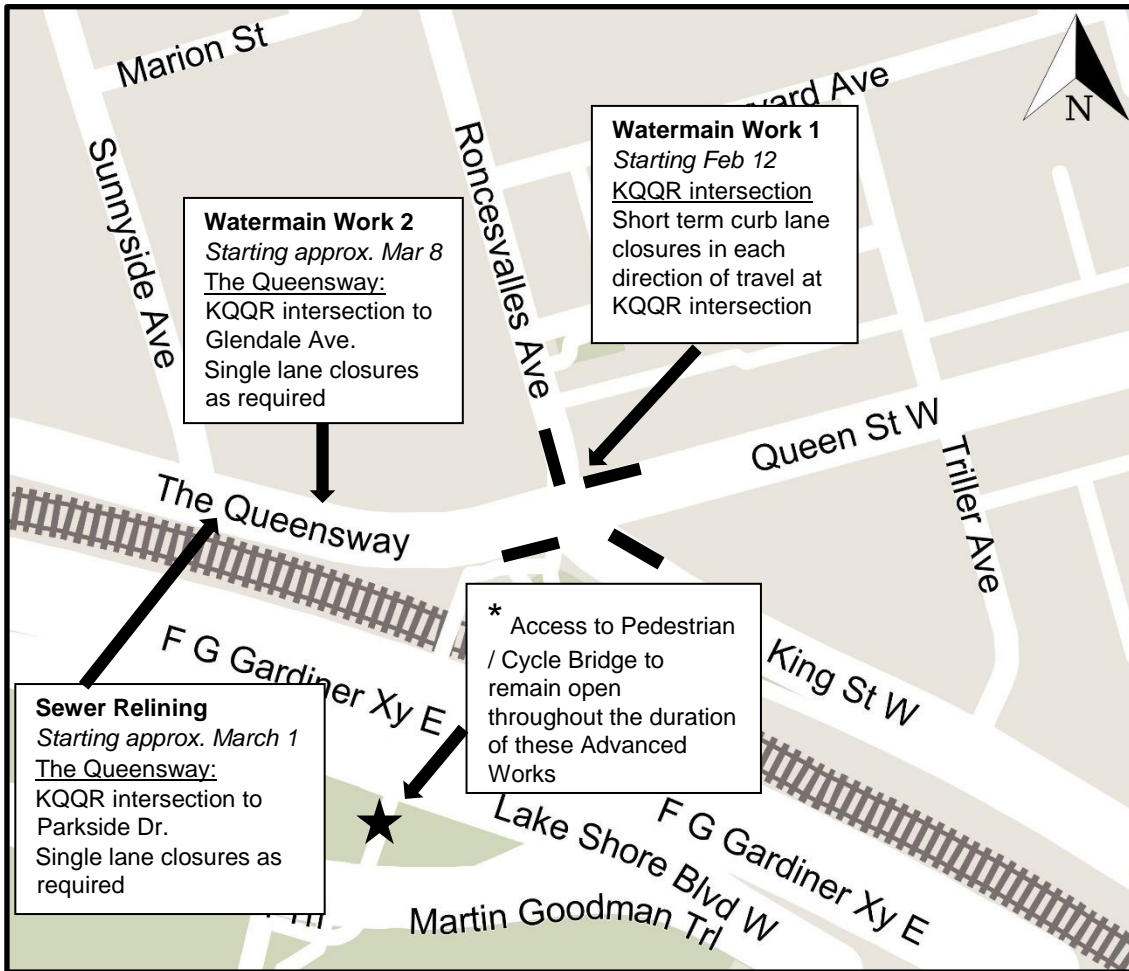 Marion St
Sunnyside Ave
Roncesvalles Ave
Ave
N
Watermain Work 1
Starting Feb 12
KQQR intersection
Short term curb lane
closures in each
direction of travel at
KQQR intersection
Watermain Work 2
Starting approx. Mar 8
The Queensway:
KQQR intersection to
Glendale Ave.
Single lane closures
as required
Queen St W
Triller Ave
The Queensway
* Access to Pedestrian
/ Cycle Bridge to
remain open
throughout the duration
of these Advanced
Works
King St W
F G Gardiner Xy E
Sewer Relining
Starting approx. March 1
The Queensway:
KQQR intersection to
Parkside Dr.
Single lane closures as
required
Lake Shore Blvd W
F G Gardiner Xy E
Martin Goodman Trl